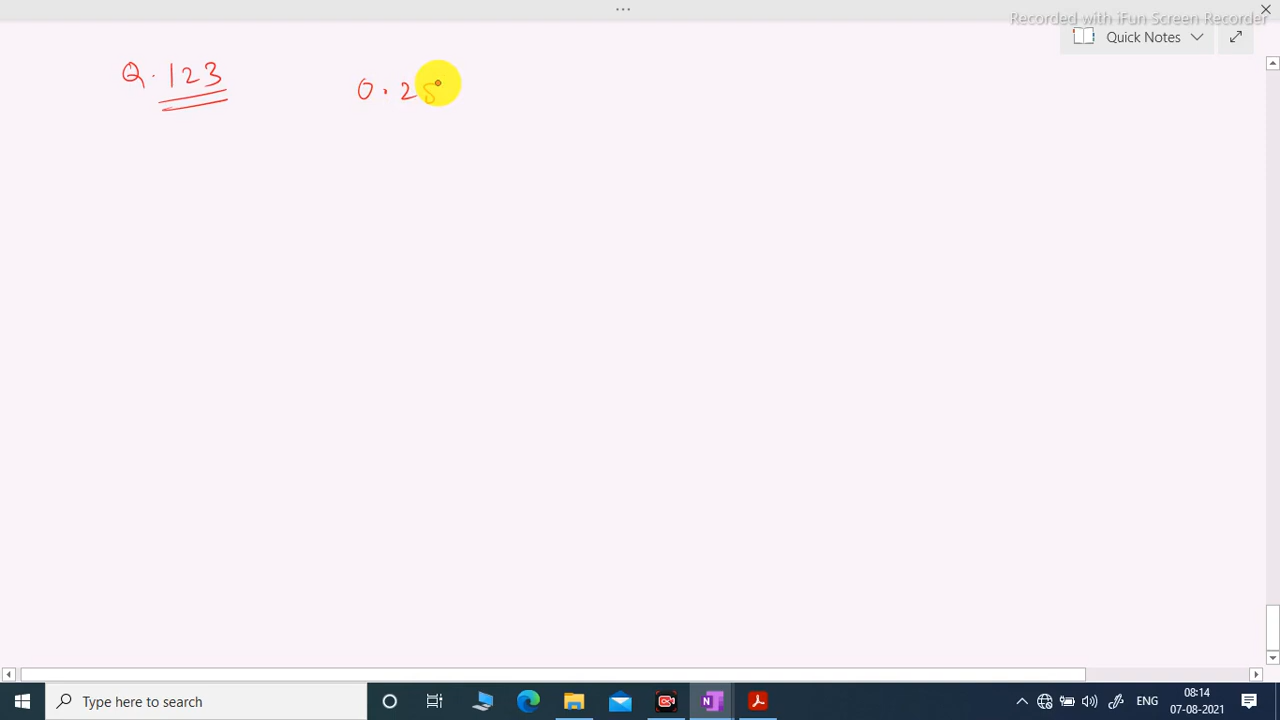 Recorded with iFun Screen Recorder
Quick Notes
Q. 123 0.25
Type here to search
ENG
08:14
07-08-2021